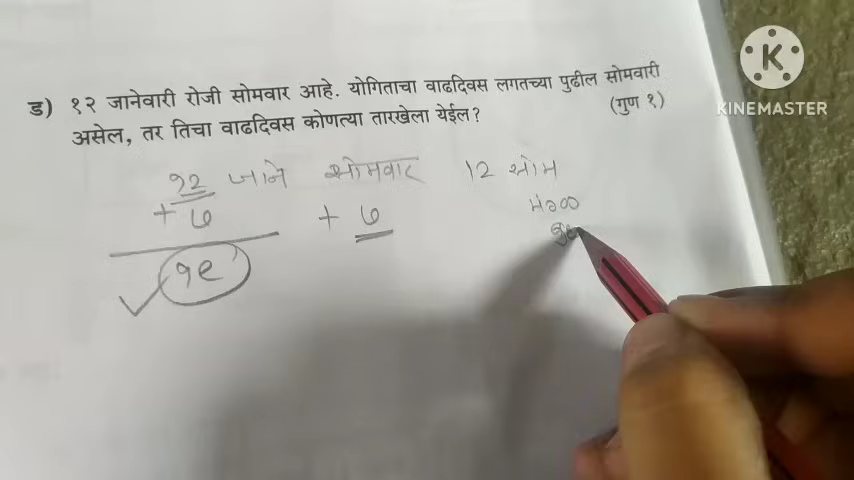 ड) १२ जानेवारी रोजी सोमवार आहे. योगिताचा वाढदिवस लगतच्या पुढील सोमवारी
असेल, तर तिचा वाढदिवस कोणत्या तारखेला येईल? (गुण १)
१२ जाने सोमवार 12 सोम
+ ७ + ७ मंगळ
१९
KINEMASTER